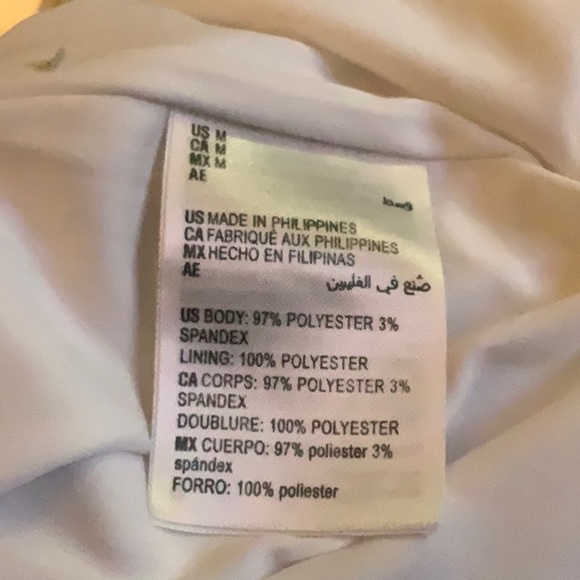 US M
CA M
MX M
AE
وسط
US MADE IN PHILIPPINES
CA FABRIQUÉ AUX PHILIPPINES
MX HECHO EN FILIPINAS
AE
صُنع في الفلبين
US BODY: 97% POLYESTER 3%
SPANDEX
LINING: 100% POLYESTER
CA CORPS: 97% POLYESTER 3%
SPANDEX
DOUBLURE: 100% POLYESTER
MX CUERPO: 97% poliester 3%
spándex
FORRO: 100% poliester